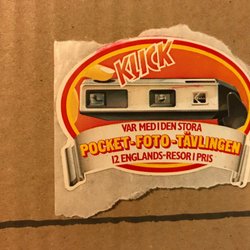 KLICK
VAR MED I DEN STORA
POCKET-FOTO-TÄVLINGEN
12 ENGLANDS-RESOR I PRIS